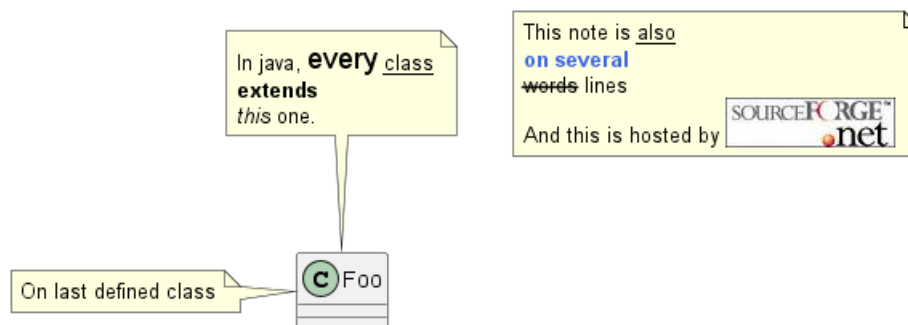 In java, every class
extends
this one.
This note is also
on several
words lines
And this is hosted by SOURCEFORGE™
.net
C Foo
On last defined class